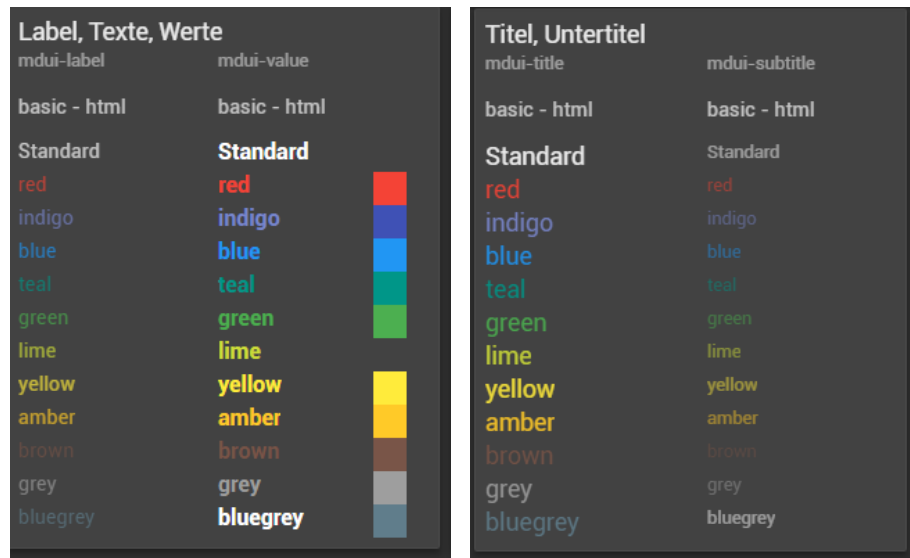 Label, Texte, Werte
mdui-label mdui-value
basic - html basic - html
Standard Standard
red red
indigo indigo
blue blue
teal teal
green green
lime lime
yellow yellow
amber amber
brown brown
grey grey
bluegrey bluegrey
Titel, Untertitel
mdui-title mdui-subtitle
basic - html basic - html
Standard Standard
red red
indigo indigo
blue blue
teal teal
green green
lime lime
yellow yellow
amber amber
brown brown
grey grey
bluegrey bluegrey